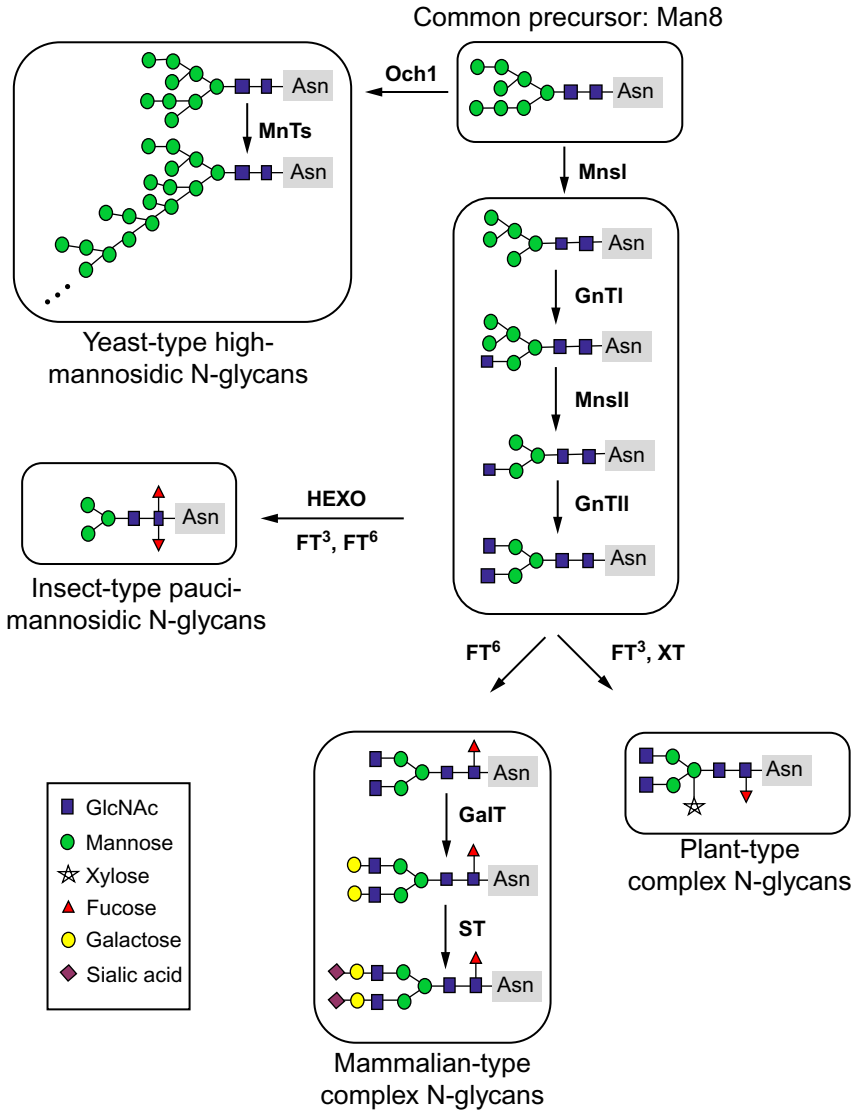 Common precursor: Man8
Asn
Och1
Asn
MnTs
Asn
Yeast-type high-
mannosidic N-glycans
MnsI
Asn
GnTI
Asn
MnsII
Asn
GnTII
Asn
HEXO
FT³, FT⁶
Asn
Insect-type pauci-
mannosidic N-glycans
FT⁶
FT³, XT
Asn
GalT
Asn
ST
Asn
Mammalian-type
complex N-glycans
Asn
Plant-type
complex N-glycans
GlcNAc
Mannose
Xylose
Fucose
Galactose
Sialic acid